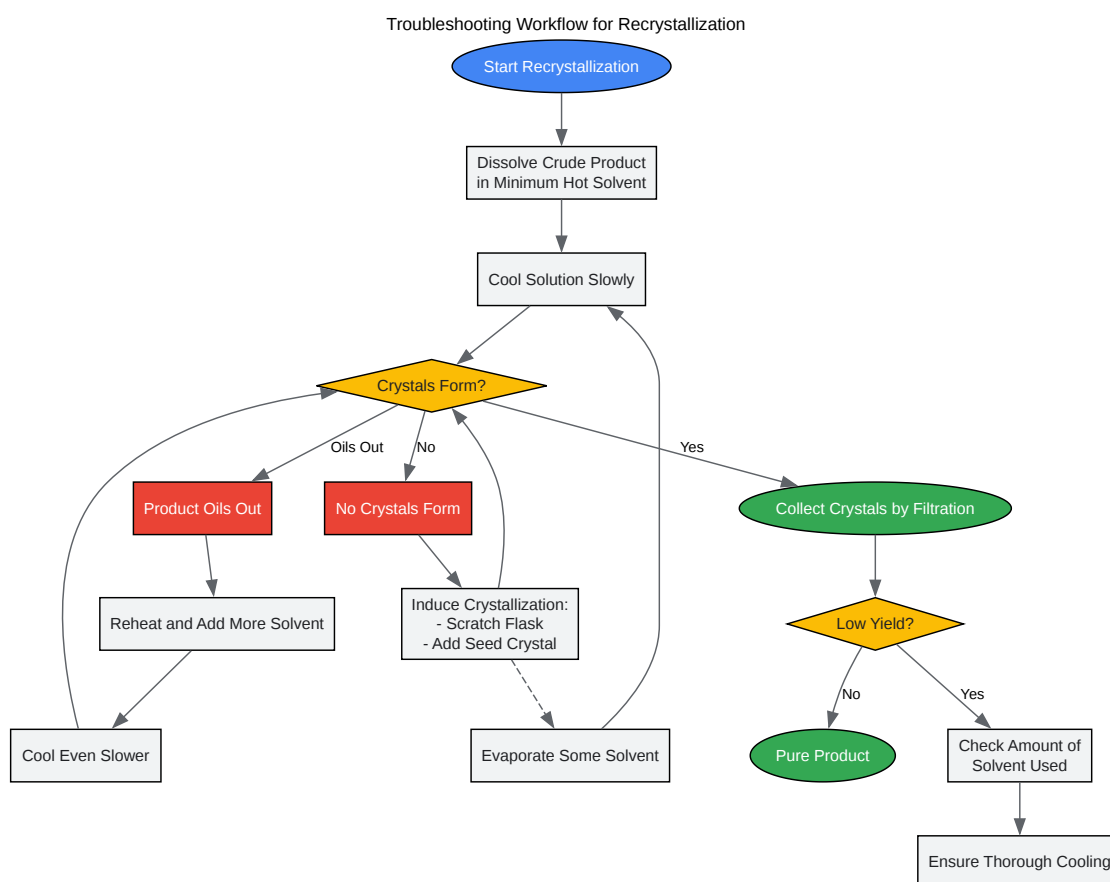 Troubleshooting Workflow for Recrystallization
Start Recrystallization
Dissolve Crude Product
in Minimum Hot Solvent
Cool Solution Slowly
Crystals Form?
Oils Out
No
Yes
Product Oils Out
No Crystals Form
Collect Crystals by Filtration
Reheat and Add More Solvent
Induce Crystallization:
- Scratch Flask
- Add Seed Crystal
Low Yield?
No
Yes
Cool Even Slower
Evaporate Some Solvent
Pure Product
Check Amount of
Solvent Used
Ensure Thorough Cooling